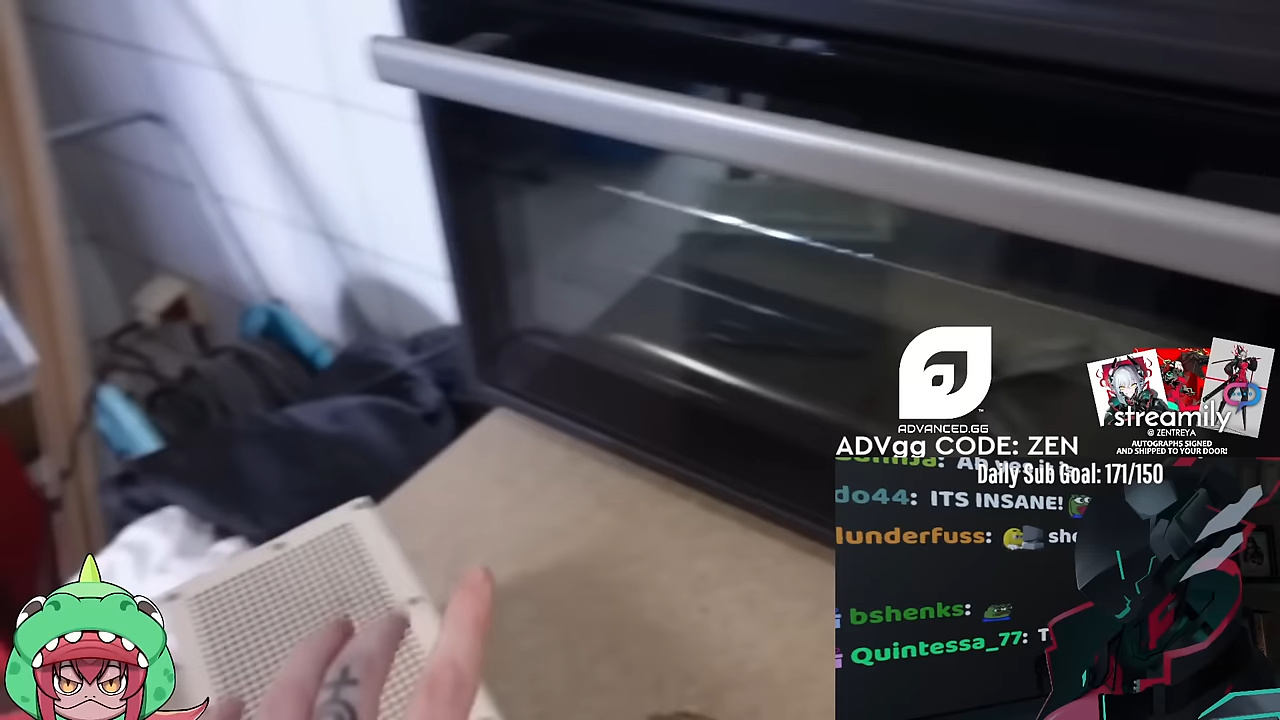 ADVANCED.GG
ADVgg CODE: ZEN
streamily
@ ZENTREYA
AUTOGRAPHS SIGNED
AND SHIPPED TO YOUR DOOR!
Daily Sub Goal: 171/150
do44: ITS INSANE!
lunderfuss: sho
bshenks:
Quintessa_77: T